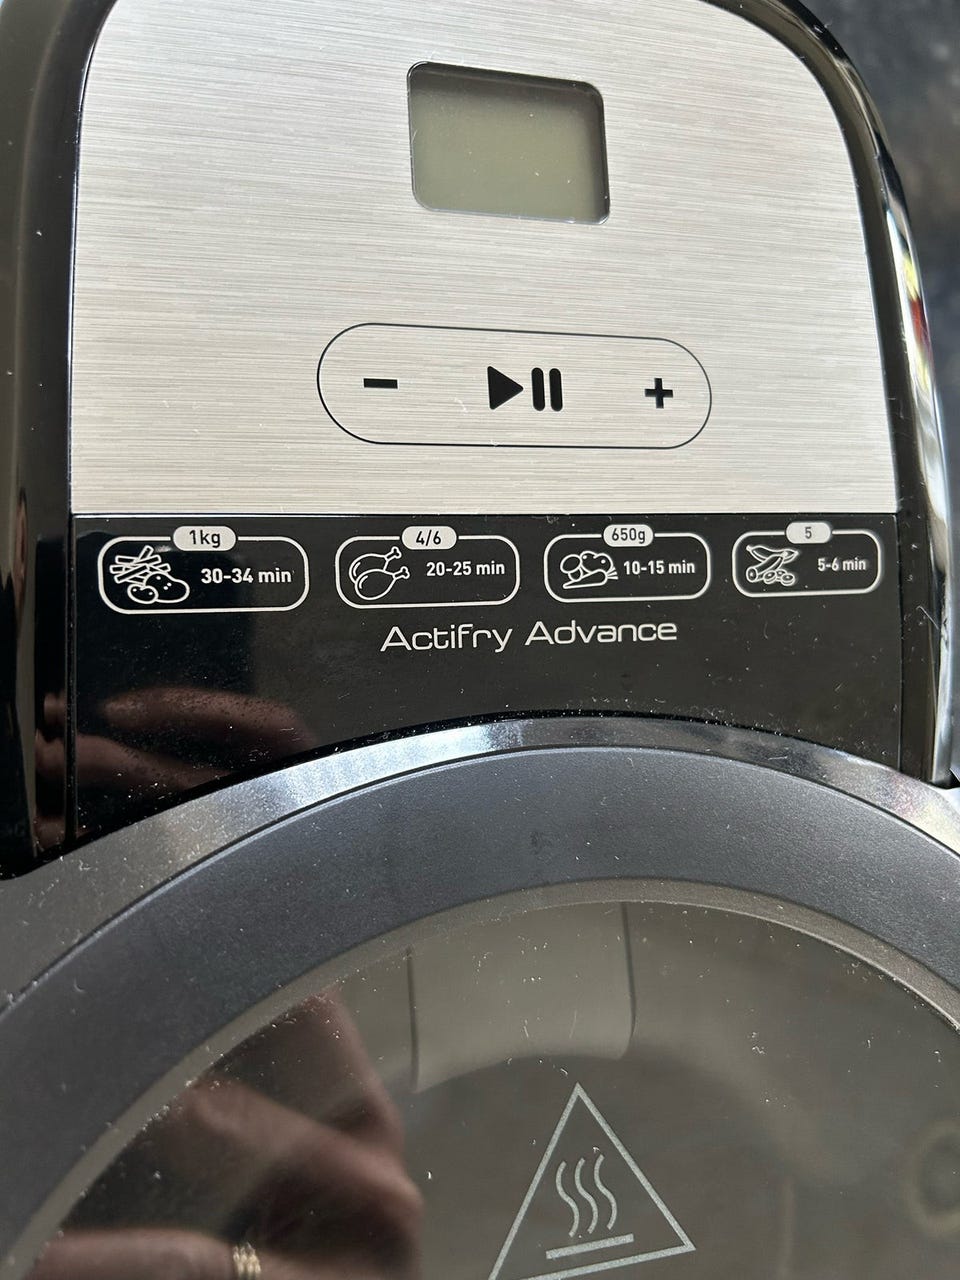 1kg
30-34 min
4/6
20-25 min
650g
10-15 min
5
5-6 min
Actifry Advance